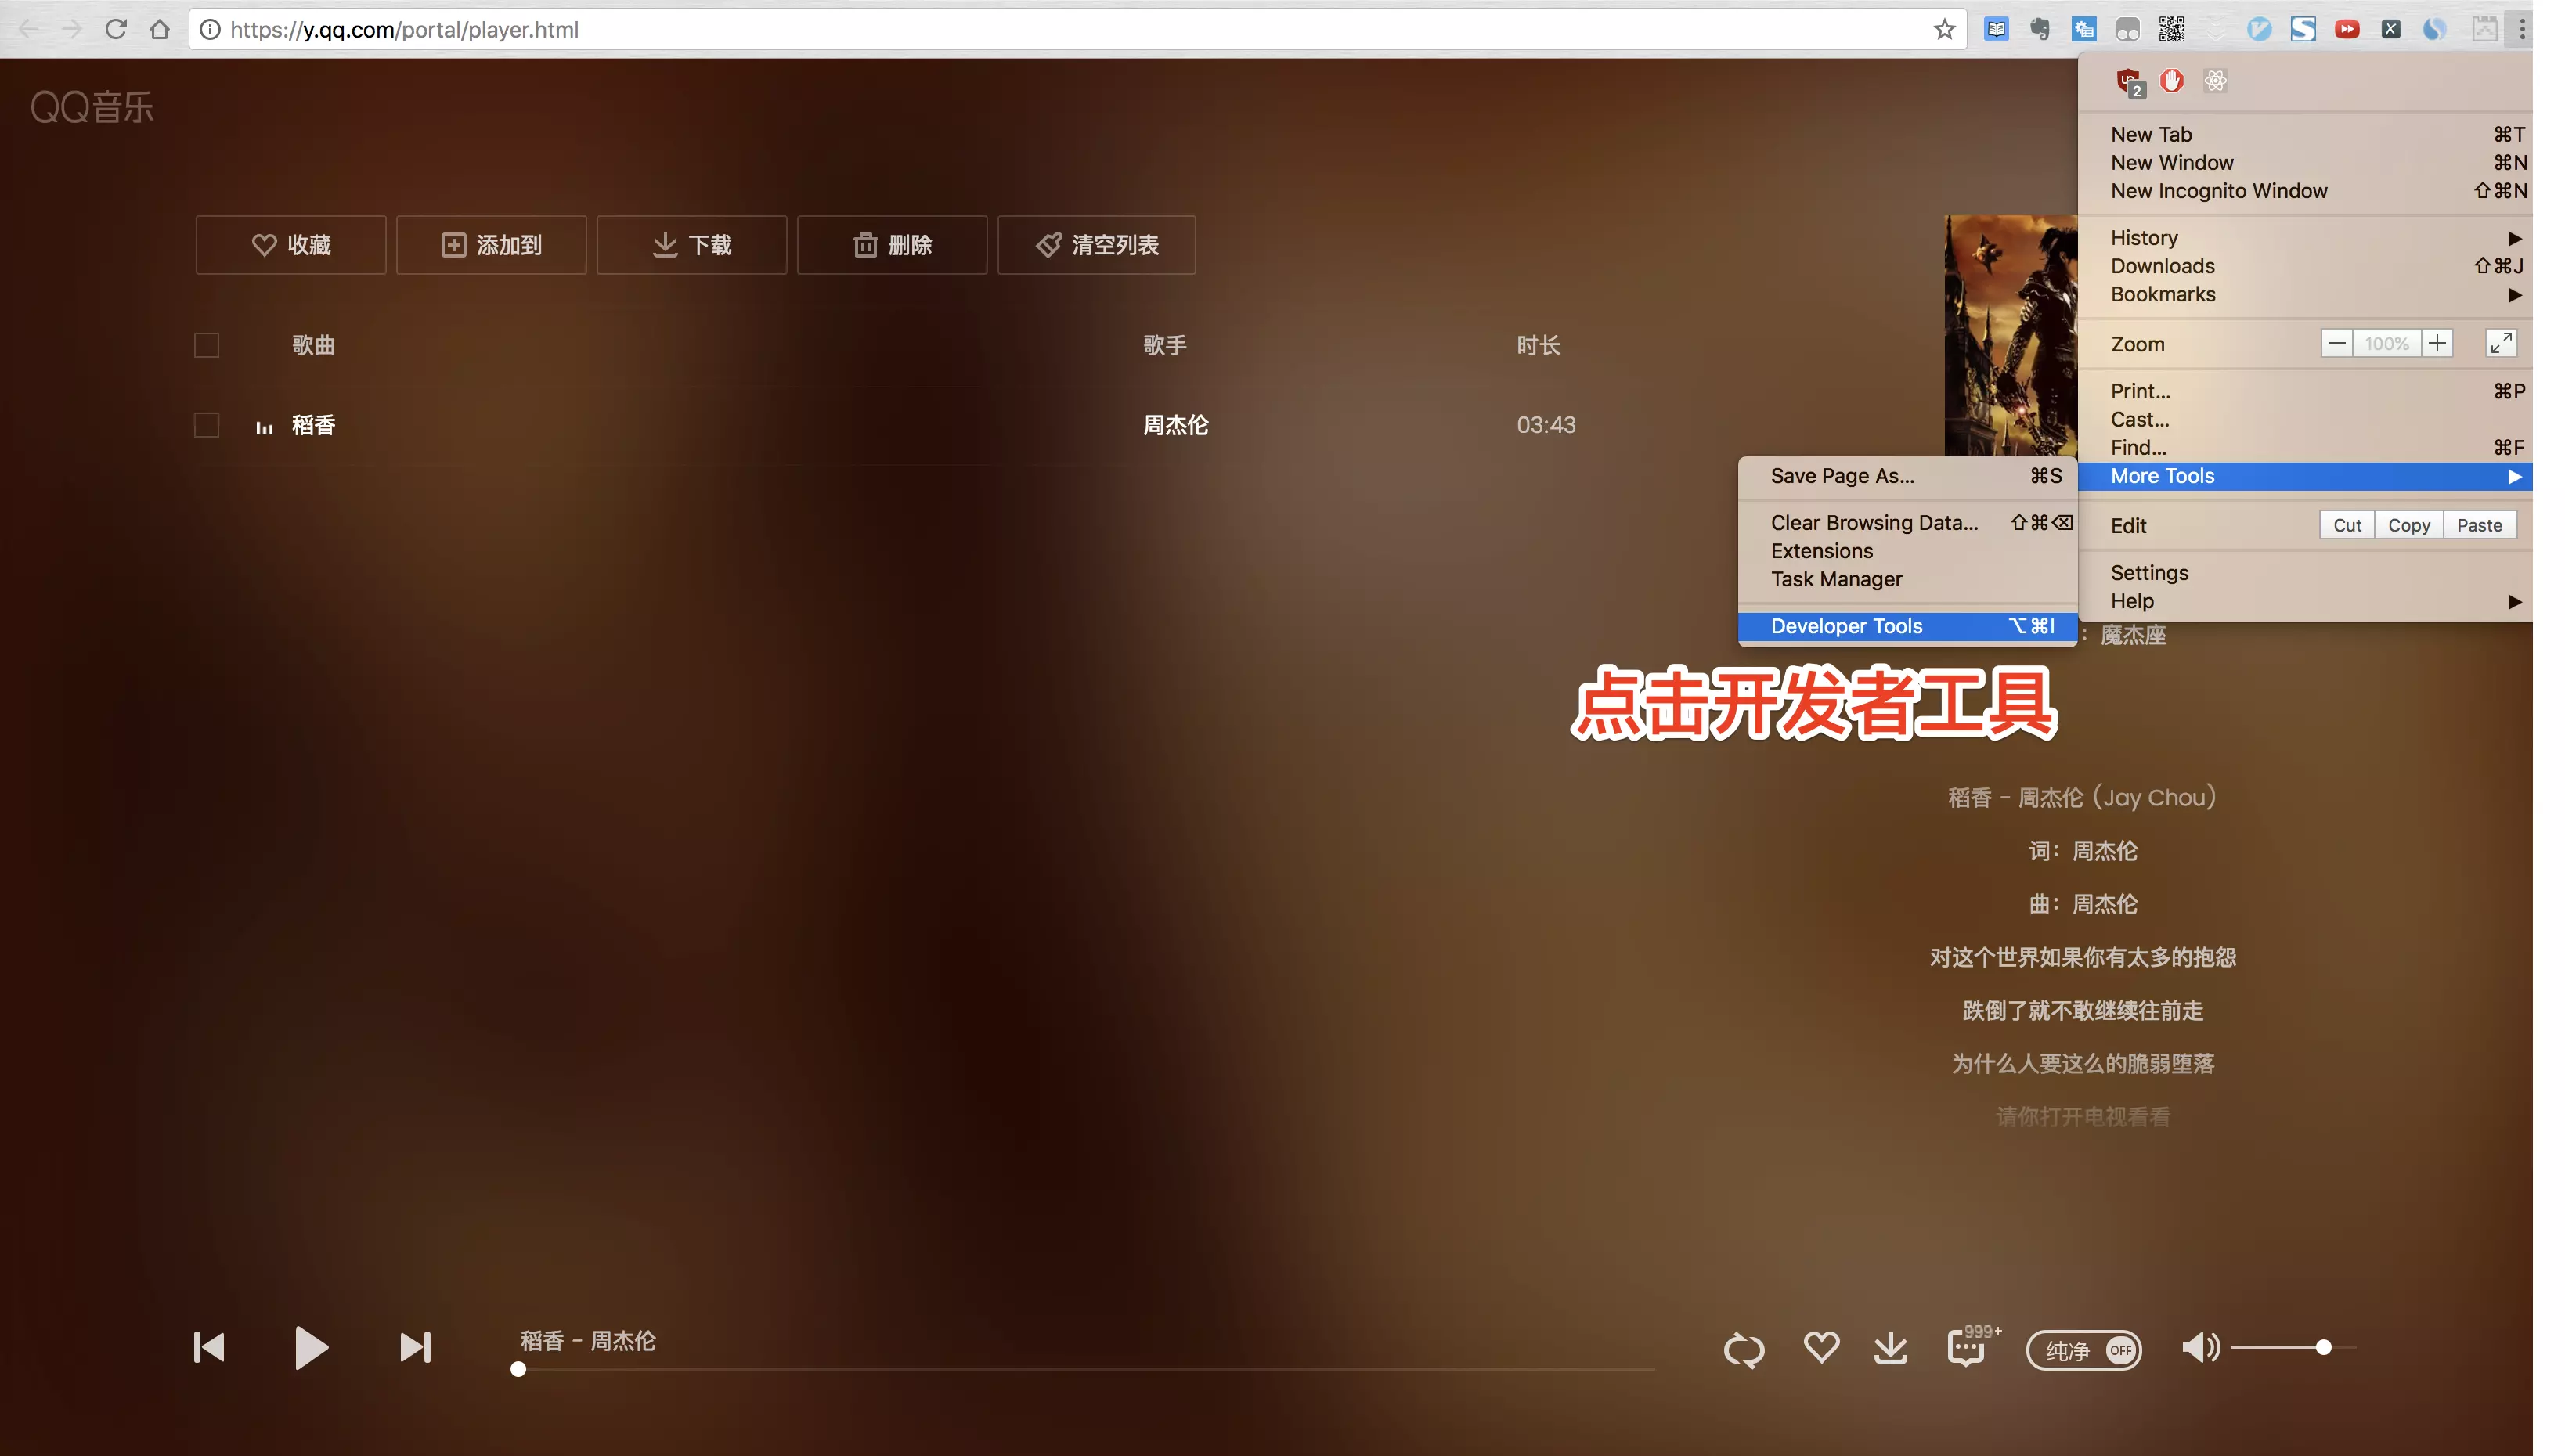 https://y.qq.com/portal/player.html
QQ音乐
2
New Tab ⌘T
New Window ⌘N
New Incognito Window ⇧⌘N
History ▶
Downloads ⇧⌘J
Bookmarks ▶
Zoom — 100% +
Print... ⌘P
Cast...
Find... ⌘F
More Tools ▶
Edit Cut Copy Paste
Settings
Help ▶
Save Page As... ⌘S
Clear Browsing Data... ⇧⌘⌫
Extensions
Task Manager
Developer Tools ⌥⌘I
收藏 添加到 下载 删除 清空列表
歌曲 歌手 时长
稻香 周杰伦 03:43
：魔杰座
点击开发者工具
稻香 - 周杰伦 (Jay Chou)
词：周杰伦
曲：周杰伦
对这个世界如果你有太多的抱怨
跌倒了就不敢继续往前走
为什么人要这么的脆弱堕落
请你打开电视看看
稻香 - 周杰伦
999+
纯净 OFF